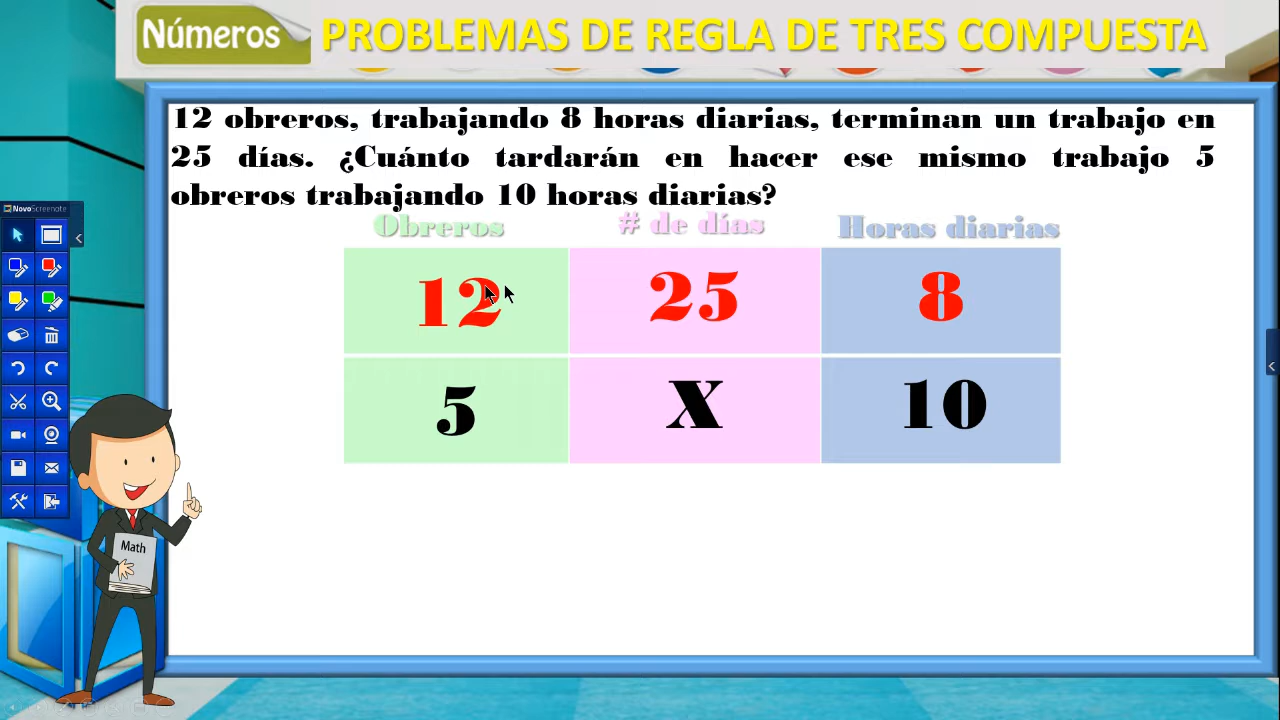 Números
PROBLEMAS DE REGLA DE TRES COMPUESTA
12 obreros, trabajando 8 horas diarias, terminan un trabajo en
25 días. ¿Cuánto tardarán en hacer ese mismo trabajo 5
obreros trabajando 10 horas diarias?
NovoScreenote
Obreros # de días Horas diarias
12 25 8
5 X 10
Math